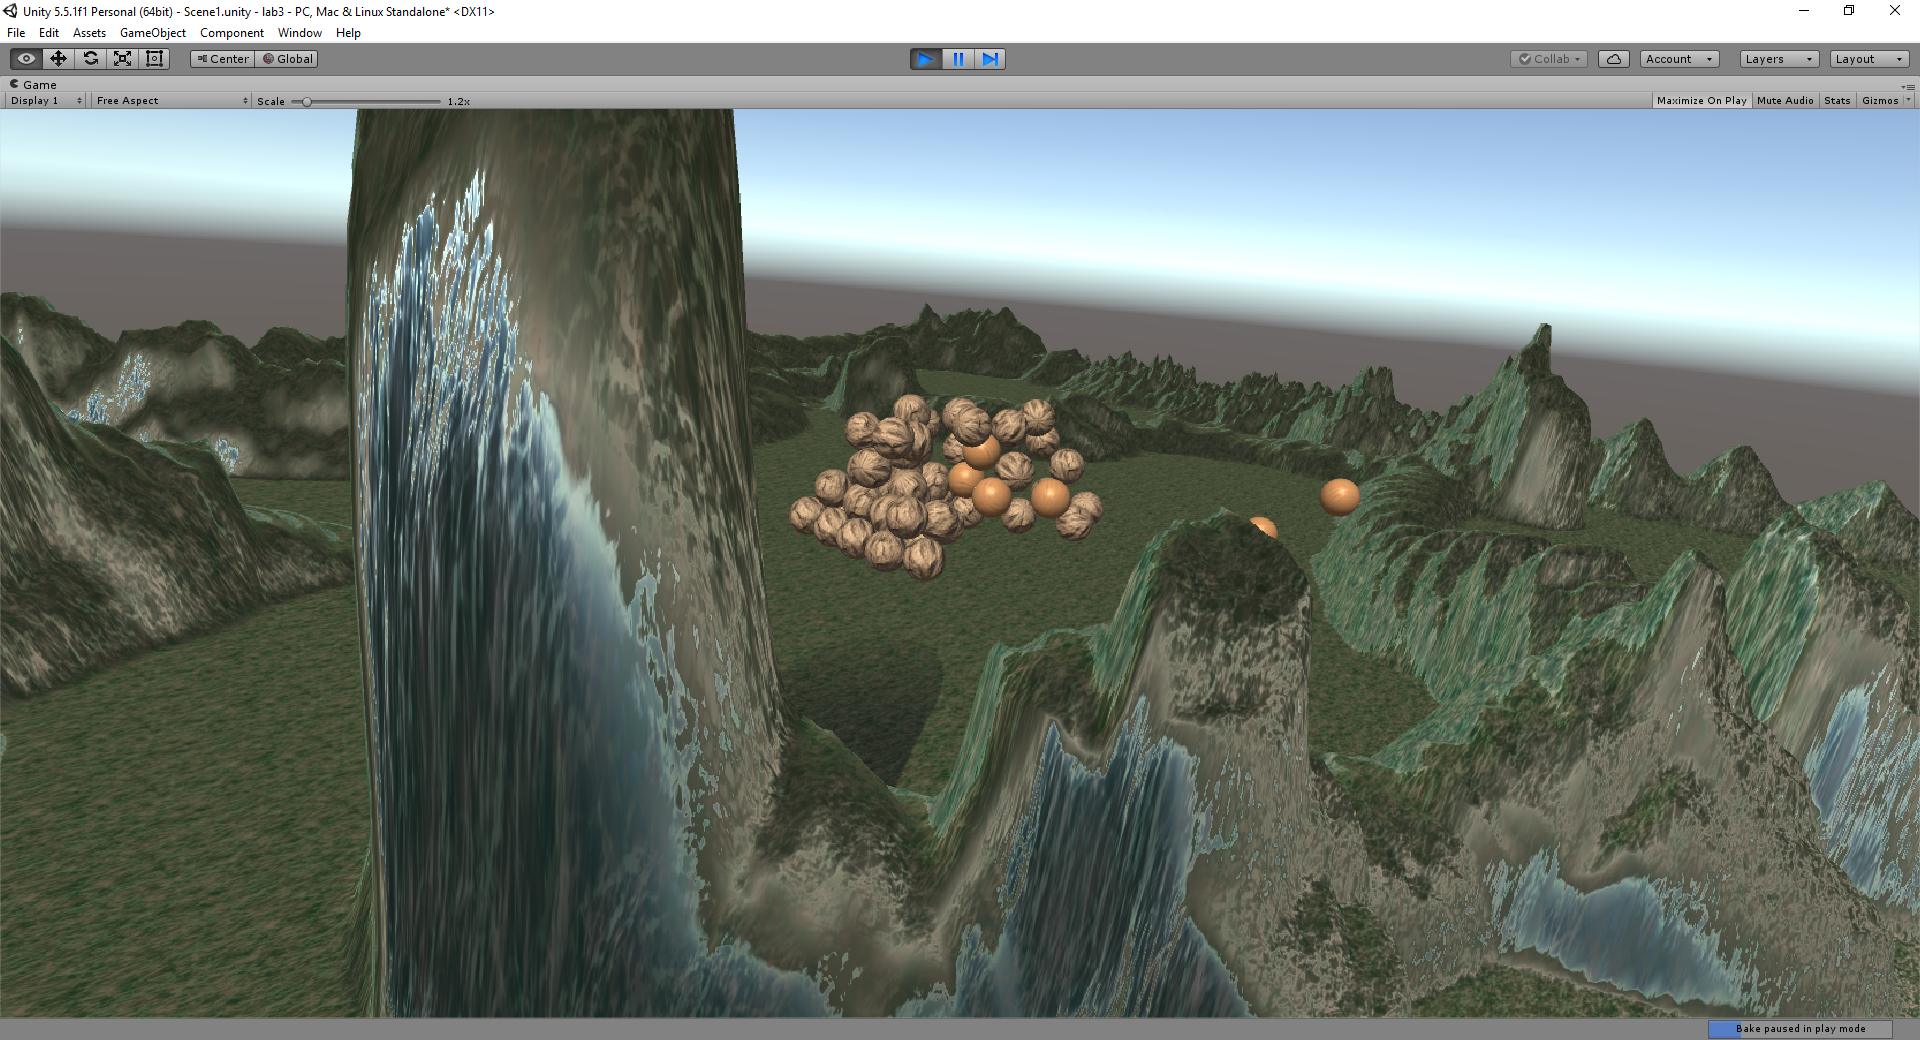 Unity 5.5.1f1 Personal (64bit) - Scene1.unity - lab3 - PC, Mac & Linux Standalone* <DX11>
File Edit Assets GameObject Component Window Help
Center Global Collab Account Layers Layout
Game
Display 1 Free Aspect Scale 1.2x Maximize On Play Mute Audio Stats Gizmos
Bake paused in play mode